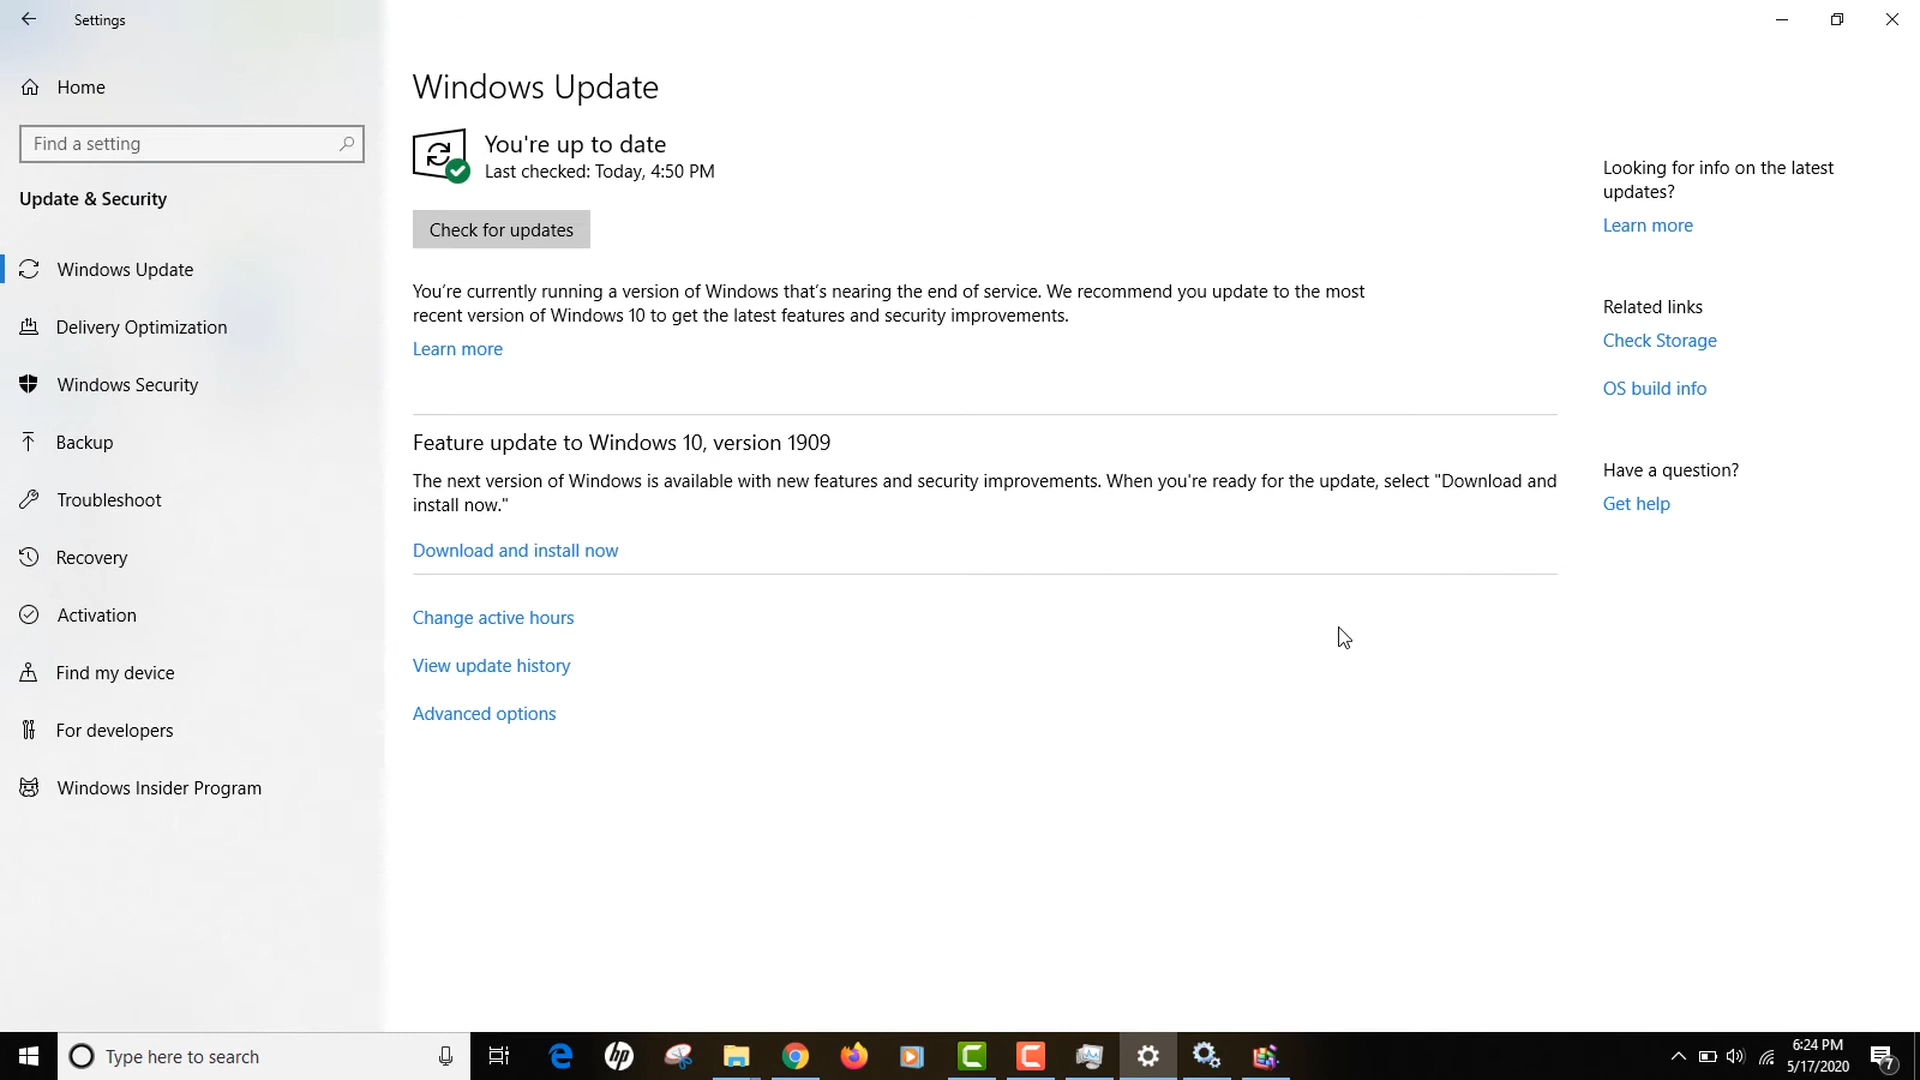 Settings
Home
Find a setting
Update & Security
Windows Update
Delivery Optimization
Windows Security
Backup
Troubleshoot
Recovery
Activation
Find my device
For developers
Windows Insider Program
Windows Update
You're up to date
Last checked: Today, 4:50 PM
Check for updates
You're currently running a version of Windows that's nearing the end of service. We recommend you update to the most
recent version of Windows 10 to get the latest features and security improvements.
Learn more
Feature update to Windows 10, version 1909
The next version of Windows is available with new features and security improvements. When you're ready for the update, select "Download and
install now."
Download and install now
Change active hours
View update history
Advanced options
Looking for info on the latest
updates?
Learn more
Related links
Check Storage
OS build info
Have a question?
Get help
Type here to search
hp
6:24 PM
5/17/2020
7